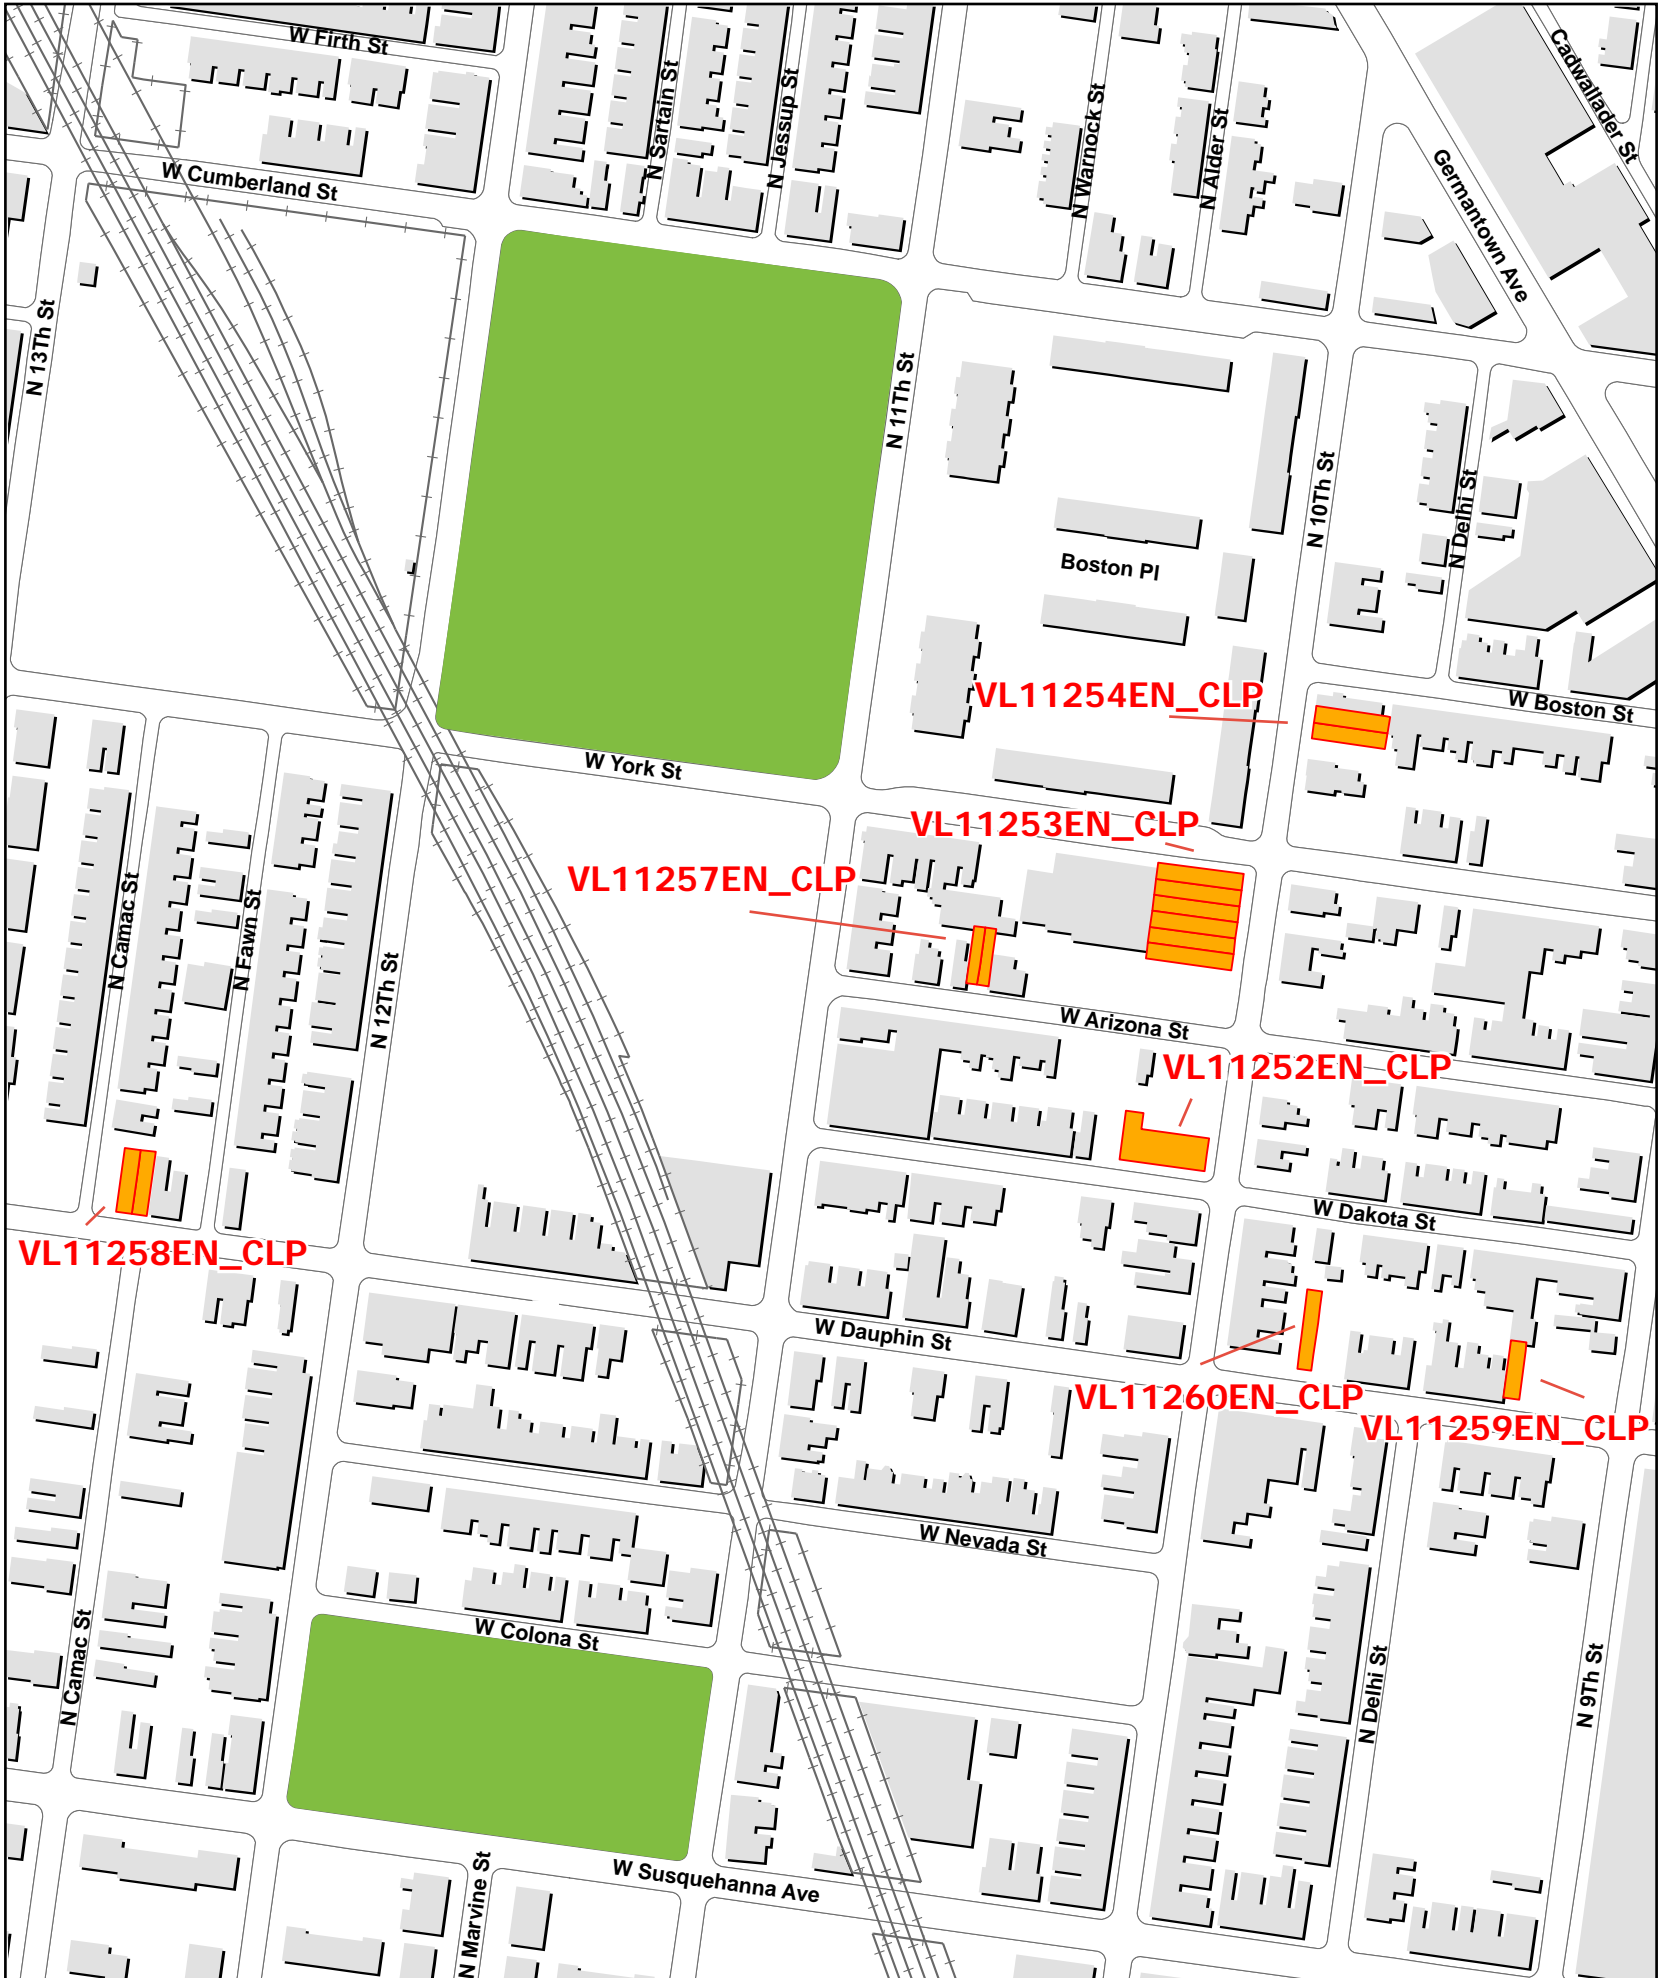 W Firth St
Cadwallader St
N Sartain St
N Jessup St
N Warnock St
N Alder St
Germantown Ave
W Cumberland St
N 13Th St
N 11Th St
N 10Th St
N Delhi St
Boston Pl
VL11254EN_CLP
W Boston St
W York St
VL11253EN_CLP
VL11257EN_CLP
N Camac St
N Fawn St
N 12Th St
W Arizona St
VL11252EN_CLP
W Dakota St
VL11258EN_CLP
W Dauphin St
VL11260EN_CLP
VL11259EN_CLP
W Nevada St
W Colona St
N Camac St
N Delhi St
N 9Th St
W Susquehanna Ave
N Marvine St